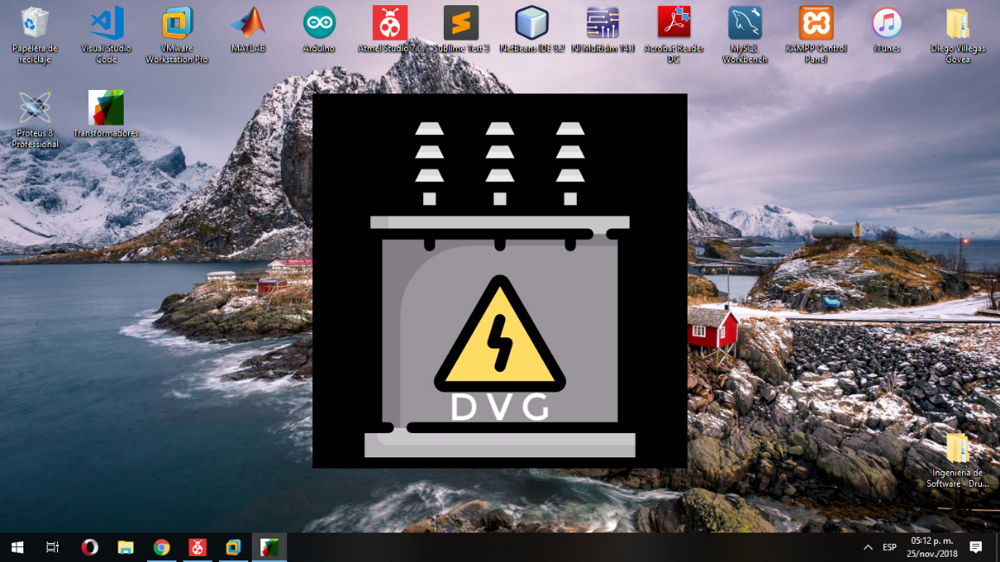 Papelera de
reciclaje
Visual Studio
Code
VMware
Workstation Pro
MATLAB
Arduino
Atmel Studio 7.0
Sublime Text 3
NetBeans IDE 8.2
NI Multisim 14.1
Acrobat Reader
DC
MySQL
Workbench
XAMPP Control
Panel
iTunes
Diego Villegas
Govea
Proteus 8
Professional
Transformadores
DVG
Ingeniería de
Software - Dru...
ESP
05:12 p. m.
25/nov./2018